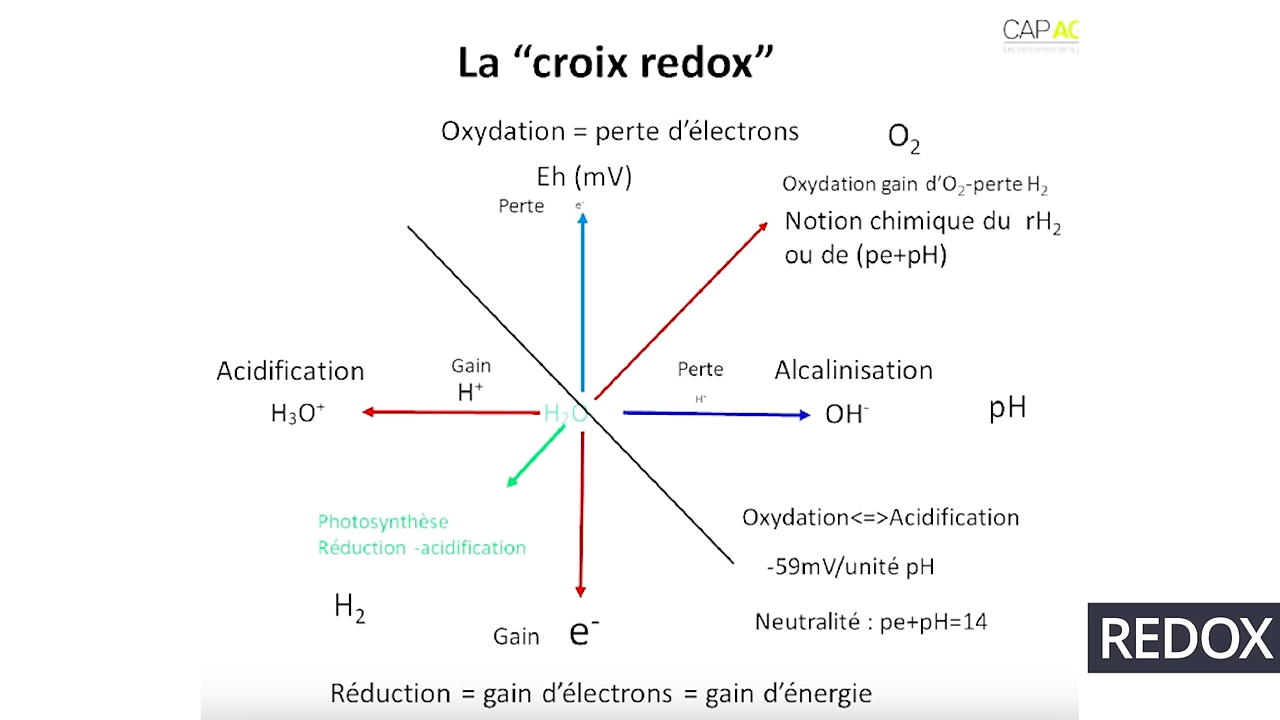 CAP AG
La “croix redox”
Oxydation = perte d’électrons
O₂
Eh (mV)
Oxydation gain d’O₂-perte H₂
Perte e⁻
Notion chimique du rH₂
ou de (pe+pH)
Acidification
Gain
Perte
Alcalinisation
H⁺
H⁺
H₃O⁺
H₂O
OH⁻
pH
Photosynthèse
Réduction -acidification
Oxydation<=>Acidification
-59mV/unité pH
H₂
Neutralité : pe+pH=14
Gain e⁻
REDOX
Réduction = gain d’électrons = gain d’énergie